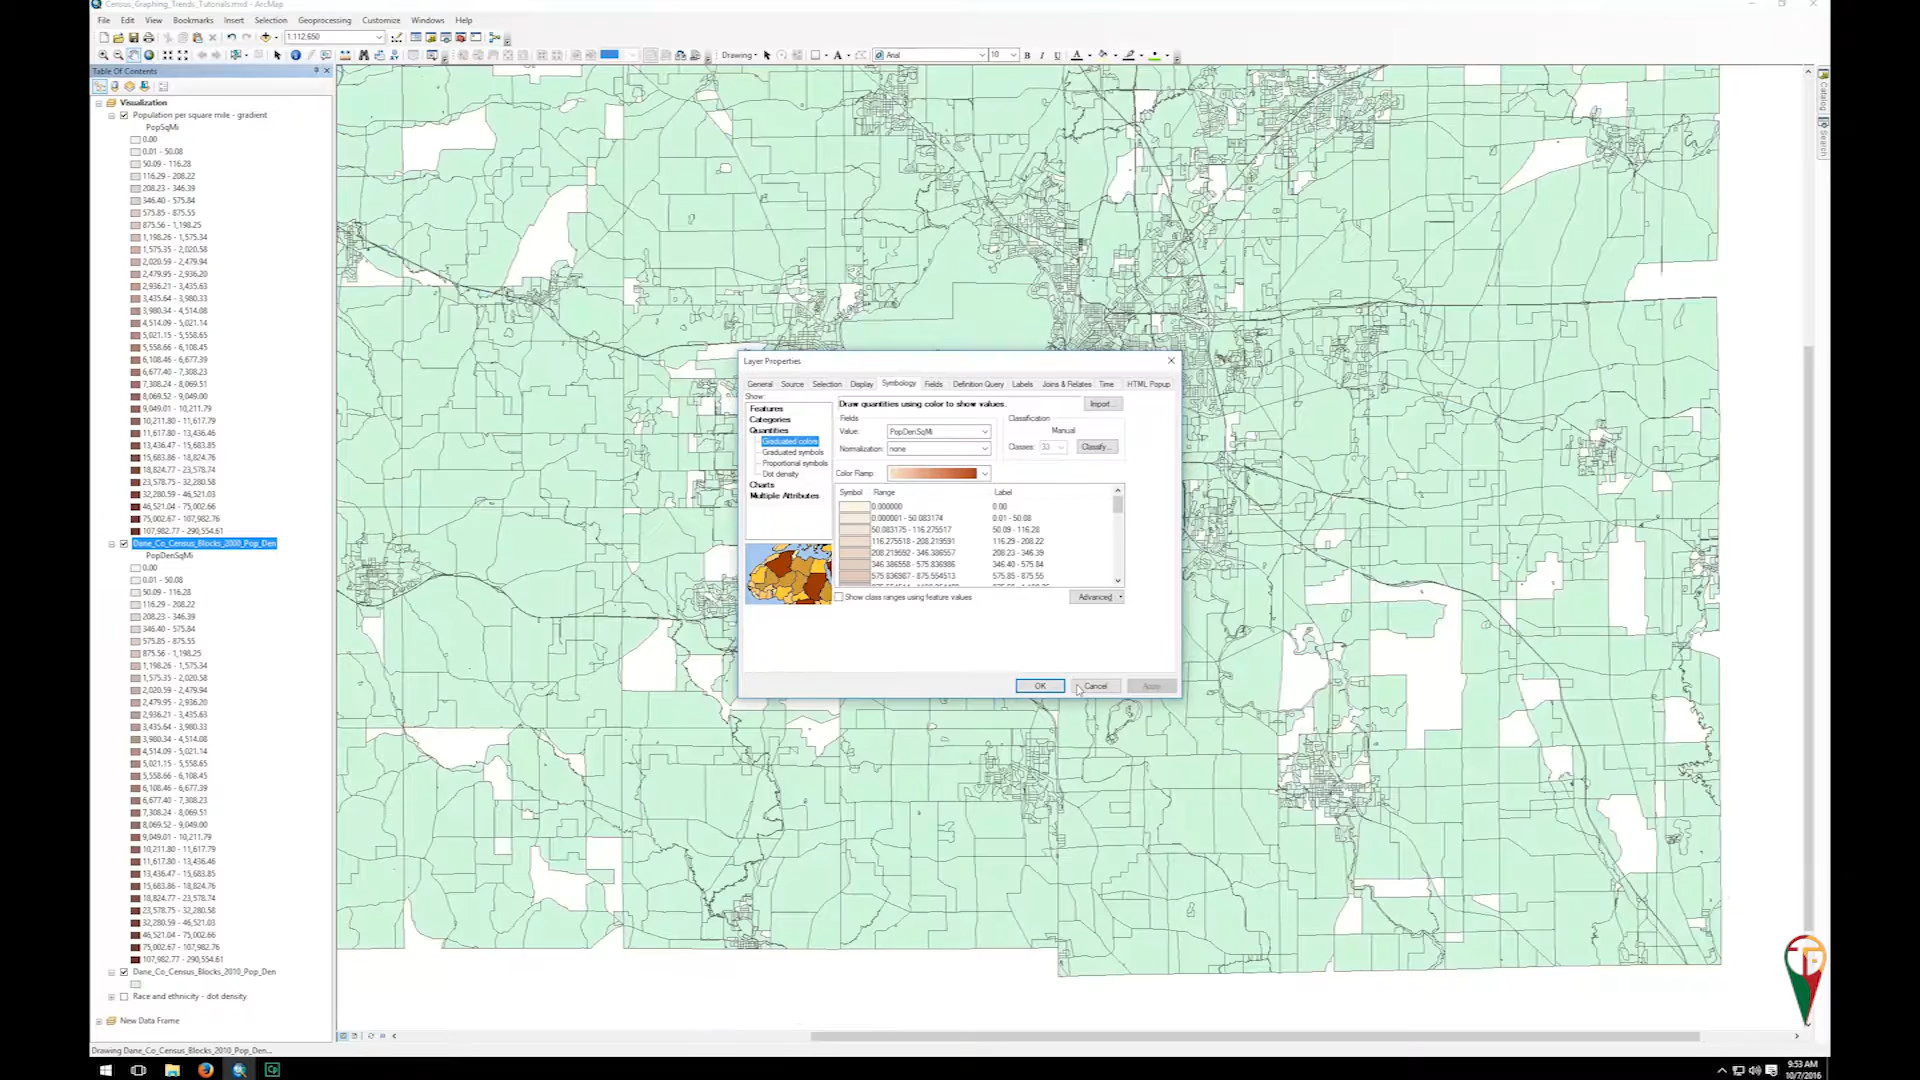 Census_Graphing_Trends_Tutorials.mxd - ArcMap
File Edit View Bookmarks Insert Selection Geoprocessing Customize Windows Help
1:112,650
Drawing
Arial
10
B I U A
Table Of Contents
Visualization
Population per square mile - gradient
PopSqMi
0.00
0.01 - 50.08
50.09 - 116.28
116.29 - 208.22
208.23 - 346.39
346.40 - 575.84
575.85 - 875.55
875.56 - 1,198.25
1,198.26 - 1,575.34
1,575.35 - 2,020.58
2,020.59 - 2,479.94
2,479.95 - 2,936.20
2,936.21 - 3,435.63
3,435.64 - 3,980.33
3,980.34 - 4,514.08
4,514.09 - 5,021.14
5,021.15 - 5,558.65
5,558.66 - 6,108.45
6,108.46 - 6,677.39
6,677.40 - 7,308.23
7,308.24 - 8,069.51
8,069.52 - 9,049.00
9,049.01 - 10,211.79
10,211.80 - 11,617.79
11,617.80 - 13,436.46
13,436.47 - 15,683.85
15,683.86 - 18,824.76
18,824.77 - 23,578.74
23,578.75 - 32,280.58
32,280.59 - 46,521.03
46,521.04 - 75,002.66
75,002.67 - 107,982.76
107,982.77 - 290,554.61
Dane_Co_Census_Blocks_2000_Pop_Den
PopDenSqMi
0.00
0.01 - 50.08
50.09 - 116.28
116.29 - 208.22
208.23 - 346.39
346.40 - 575.84
575.85 - 875.55
875.56 - 1,198.25
1,198.26 - 1,575.34
1,575.35 - 2,020.58
2,020.59 - 2,479.94
2,479.95 - 2,936.20
2,936.21 - 3,435.63
3,435.64 - 3,980.33
3,980.34 - 4,514.08
4,514.09 - 5,021.14
5,021.15 - 5,558.65
5,558.66 - 6,108.45
6,108.46 - 6,677.39
6,677.40 - 7,308.23
7,308.24 - 8,069.51
8,069.52 - 9,049.00
9,049.01 - 10,211.79
10,211.80 - 11,617.79
11,617.80 - 13,436.46
13,436.47 - 15,683.85
15,683.86 - 18,824.76
18,824.77 - 23,578.74
23,578.75 - 32,280.58
32,280.59 - 46,521.03
46,521.04 - 75,002.66
75,002.67 - 107,982.76
107,982.77 - 290,554.61
Dane_Co_Census_Blocks_2010_Pop_Den
Race and ethnicity - dot density
New Data Frame
Drawing Dane_Co_Census_Blocks_2010_Pop_Den...
Layer Properties
General Source Selection Display Symbology Fields Definition Query Labels Joins & Relates Time HTML Popup
Show:
Features
Categories
Quantities
Graduated colors
Graduated symbols
Proportional symbols
Dot density
Charts
Multiple Attributes
Draw quantities using color to show values.
Import...
Fields
Value: PopDenSqMi
Normalization: none
Classification
Manual
Classes: 33
Classify...
Color Ramp:
Symbol Range Label
0.000000 0.00
0.000001 - 50.083174 0.01 - 50.08
50.083175 - 116.275517 50.09 - 116.28
116.275518 - 208.219591 116.29 - 208.22
208.219592 - 346.386557 208.23 - 346.39
346.386558 - 575.836986 346.40 - 575.84
575.836987 - 875.554513 575.85 - 875.55
Show class ranges using feature values
Advanced
OK
Cancel
Apply
Catalog
Search
TB
Cp
9:53 AM
10/7/2016